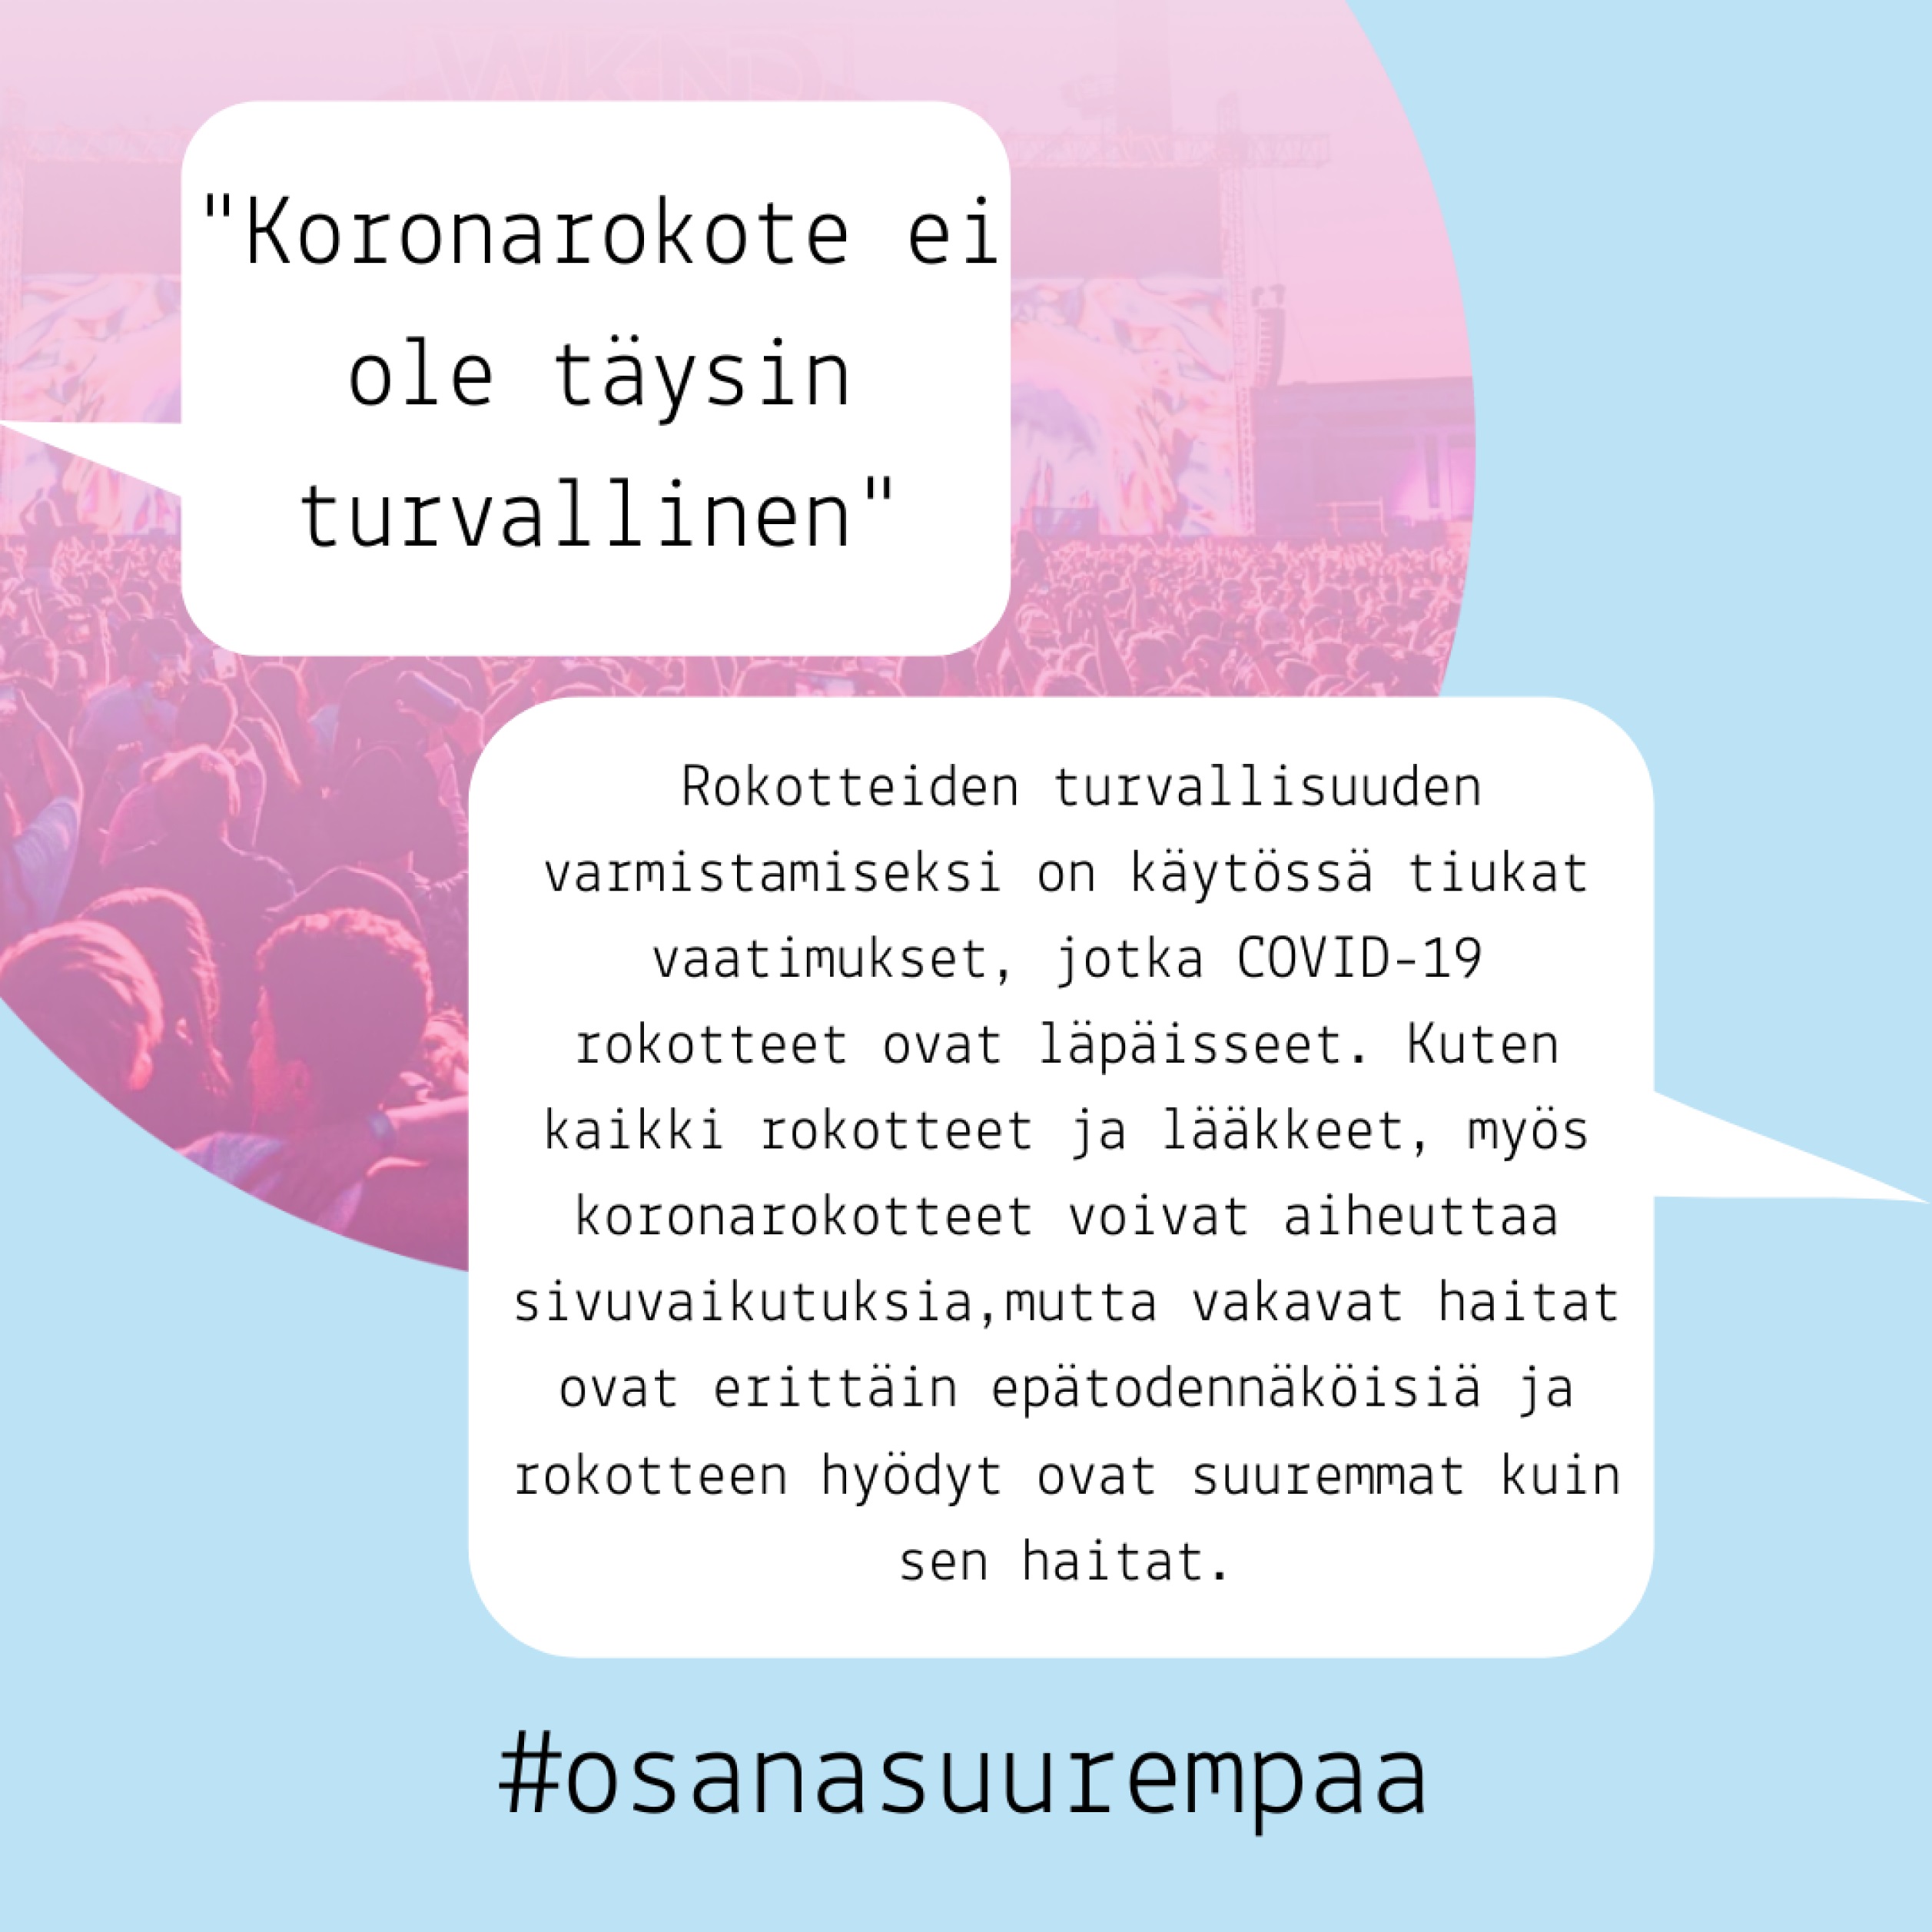 WKND
"Koronarokote ei
ole täysin
turvallinen"
Rokotteiden turvallisuuden
varmistamiseksi on käytössä tiukat
vaatimukset, jotka COVID-19
rokotteet ovat läpäisseet. Kuten
kaikki rokotteet ja lääkkeet, myös
koronarokotteet voivat aiheuttaa
sivuvaikutuksia,mutta vakavat haitat
ovat erittäin epätodennäköisiä ja
rokotteen hyödyt ovat suuremmat kuin
sen haitat.
#osanasuurempaa